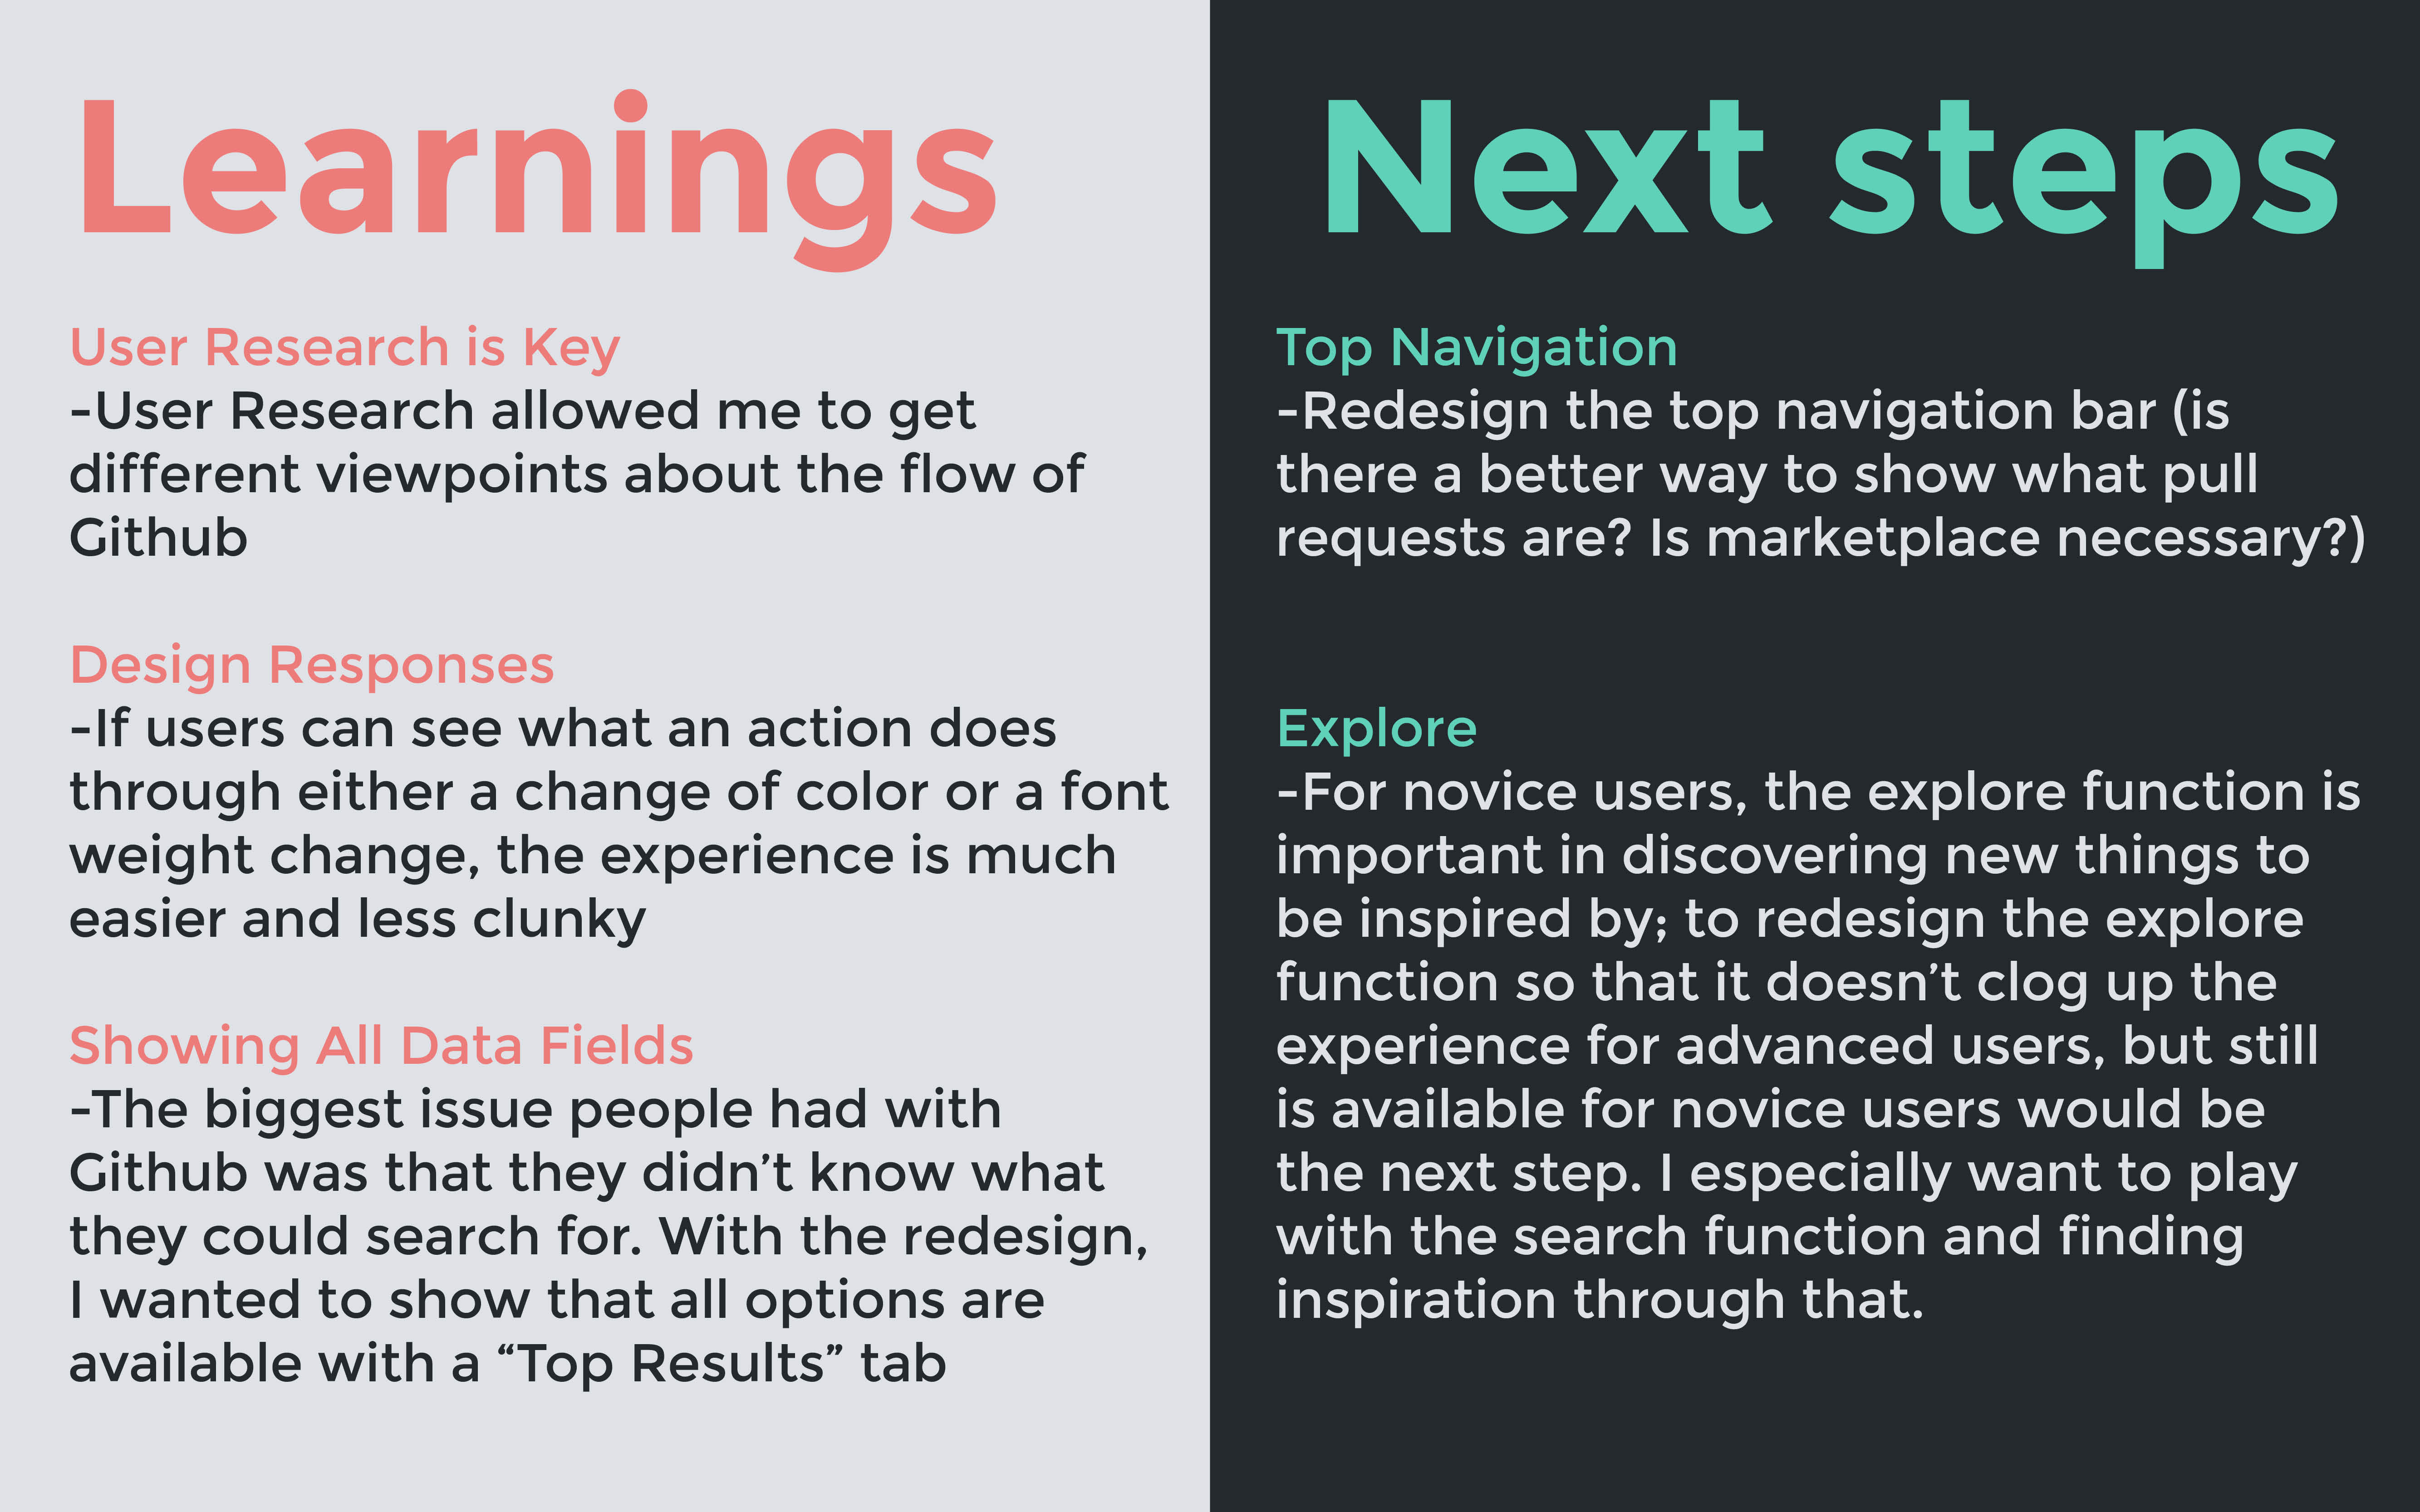 Learnings
User Research is Key
-User Research allowed me to get
different viewpoints about the flow of
Github
Design Responses
-If users can see what an action does
through either a change of color or a font
weight change, the experience is much
easier and less clunky
Showing All Data Fields
-The biggest issue people had with
Github was that they didn’t know what
they could search for. With the redesign,
I wanted to show that all options are
available with a “Top Results” tab
Next steps
Top Navigation
-Redesign the top navigation bar (is
there a better way to show what pull
requests are? Is marketplace necessary?)
Explore
-For novice users, the explore function is
important in discovering new things to
be inspired by; to redesign the explore
function so that it doesn’t clog up the
experience for advanced users, but still
is available for novice users would be
the next step. I especially want to play
with the search function and finding
inspiration through that.